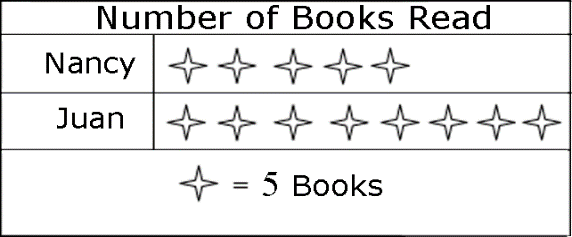 Number of Books Read
Nancy
Juan
= 5 Books